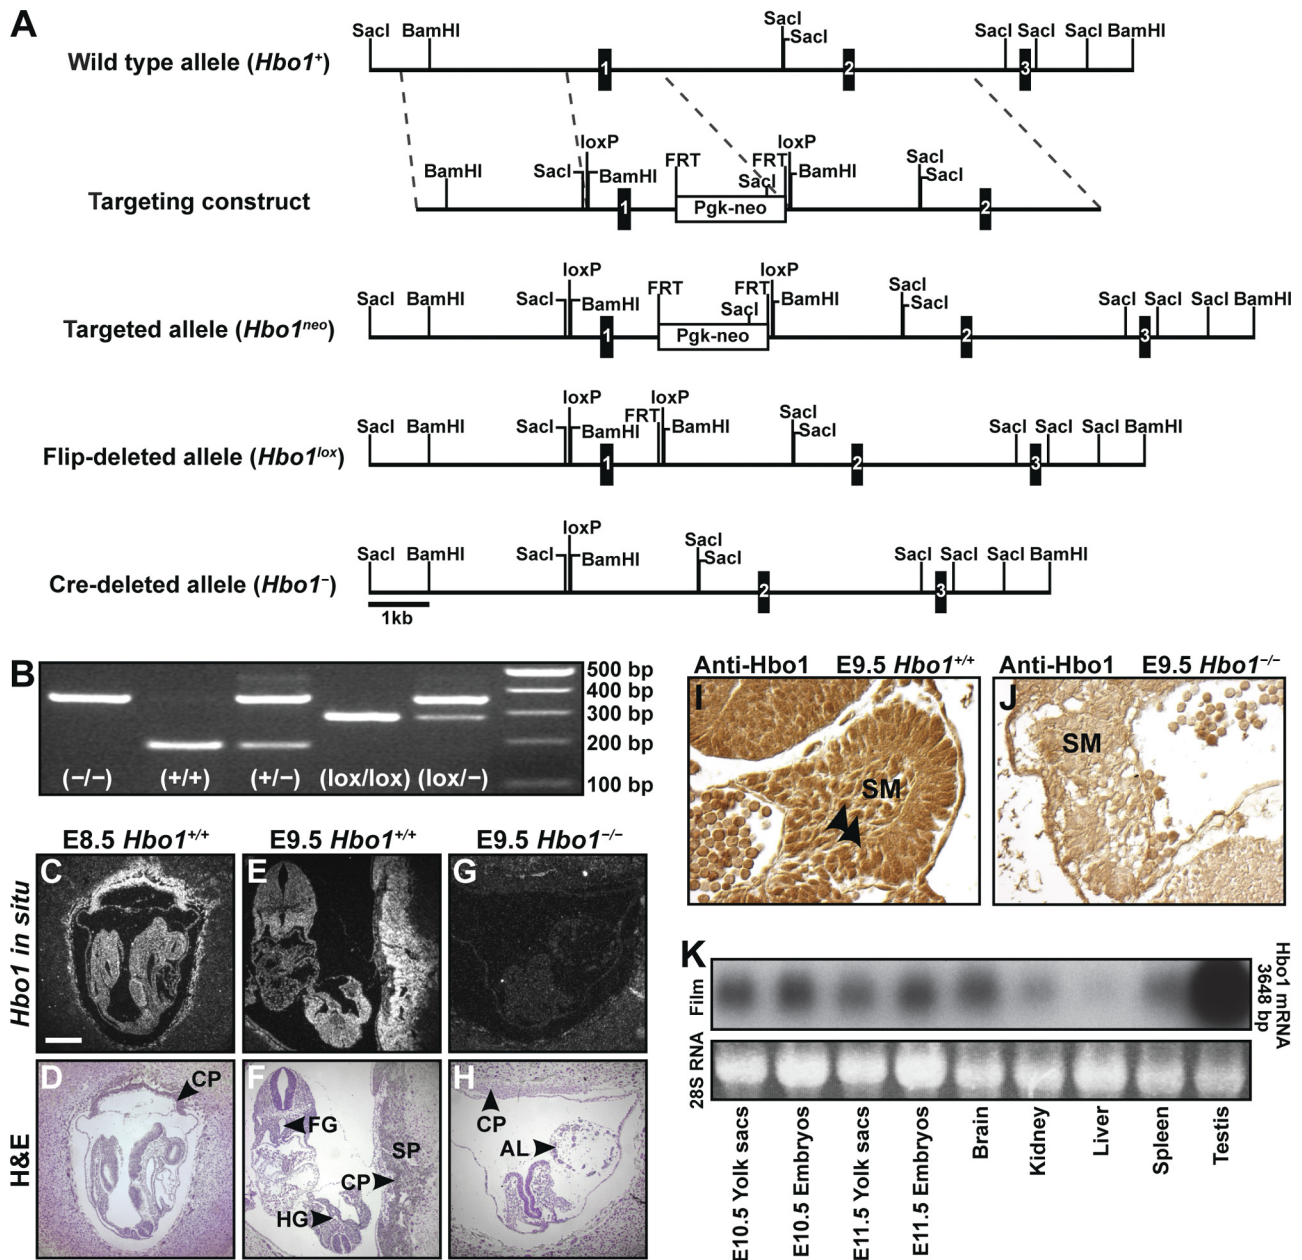 A
SacI BamHI SacI SacI SacI SacI SacI BamHI
Wild type allele (Hbo1+)
1 2 3
loxP FRT FRT loxP SacI
BamHI SacI BamHI SacI BamHI SacI
Targeting construct
1 Pgk-neo 2
loxP loxP
SacI BamHI SacI BamHI FRT FRT SacI BamHI SacI SacI SacI SacI SacI BamHI
Targeted allele (Hbo1neo)
1 Pgk-neo 2 3
loxP loxP
SacI BamHI SacI BamHI FRT BamHI SacI SacI SacI SacI SacI BamHI
Flip-deleted allele (Hbo1lox)
1 2 3
loxP
SacI BamHI SacI BamHI SacI SacI SacI SacI SacI BamHI
Cre-deleted allele (Hbo1−)
2 3
1kb
B
500 bp
400 bp
300 bp
200 bp
100 bp
(−/−) (+/+) (+/−) (lox/lox) (lox/−)
E8.5 Hbo1+/+ E9.5 Hbo1+/+ E9.5 Hbo1−/−
Hbo1 in situ
C E G
H&E
D CP
F FG SP CP HG
H CP AL
Anti-Hbo1 E9.5 Hbo1+/+ Anti-Hbo1 E9.5 Hbo1−/−
I SM
J SM
K
Film
Hbo1 mRNA
3648 bp
28S RNA
E10.5 Yolk sacs
E10.5 Embryos
E11.5 Yolk sacs
E11.5 Embryos
Brain
Kidney
Liver
Spleen
Testis